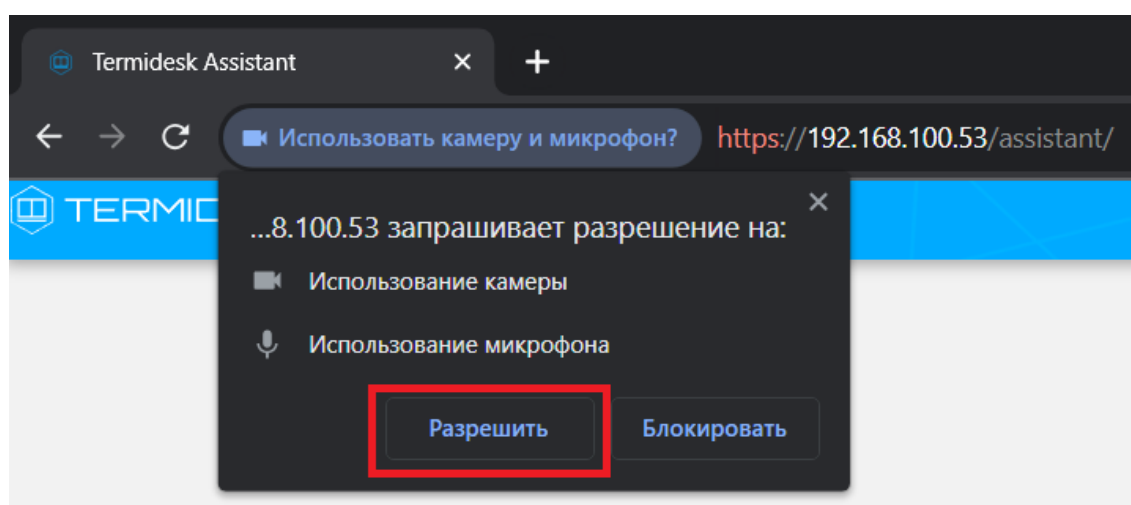 Termidesk Assistant
Использовать камеру и микрофон? https://192.168.100.53/assistant/
TERMID
...8.100.53 запрашивает разрешение на:
Использование камеры
Использование микрофона
Разрешить Блокировать